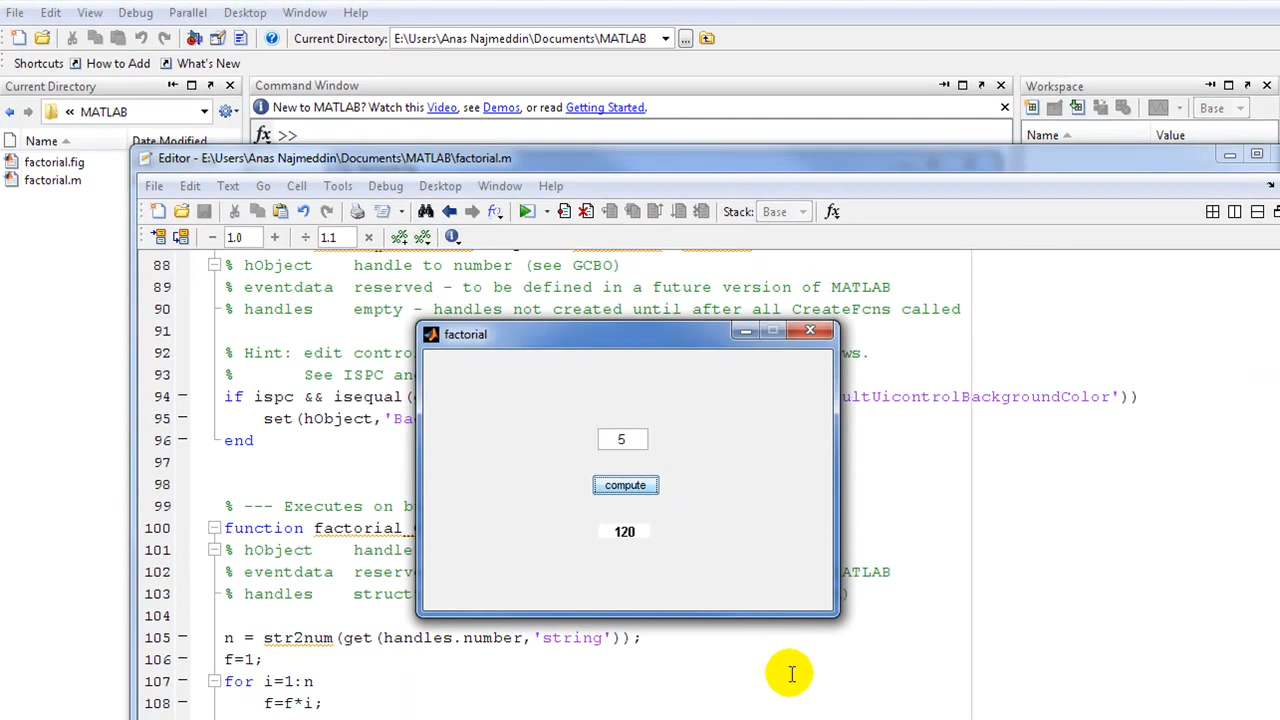 File Edit View Debug Parallel Desktop Window Help
Current Directory: E:\Users\Anas Najmeddin\Documents\MATLAB ...
Shortcuts How to Add What's New
Current Directory
Command Window
Workspace
« MATLAB
New to MATLAB? Watch this Video, see Demos, or read Getting Started.
Base
Name Date Modified
fx >>
Name Value
factorial.fig
factorial.m
Editor - E:\Users\Anas Najmeddin\Documents\MATLAB\factorial.m
File Edit Text Go Cell Tools Debug Desktop Window Help
Stack: Base fx
− 1.0 + ÷ 1.1 ×
88 % hObject handle to number (see GCBO)
89 % eventdata reserved - to be defined in a future version of MATLAB
90 % handles empty - handles not created until after all CreateFcns called
91
92 % Hint: edit contro ws.
93 % See ISPC an
94 if ispc && isequal( ultUicontrolBackgroundColor'))
95 set(hObject,'Ba
96 end
97
98
99 % --- Executes on b
100 function factorial_
101 % hObject handle
102 % eventdata reserve ATLAB
103 % handles struct )
104
105 n = str2num(get(handles.number,'string'));
106 f=1;
107 for i=1:n
108 f=f*i;
factorial
5
compute
120